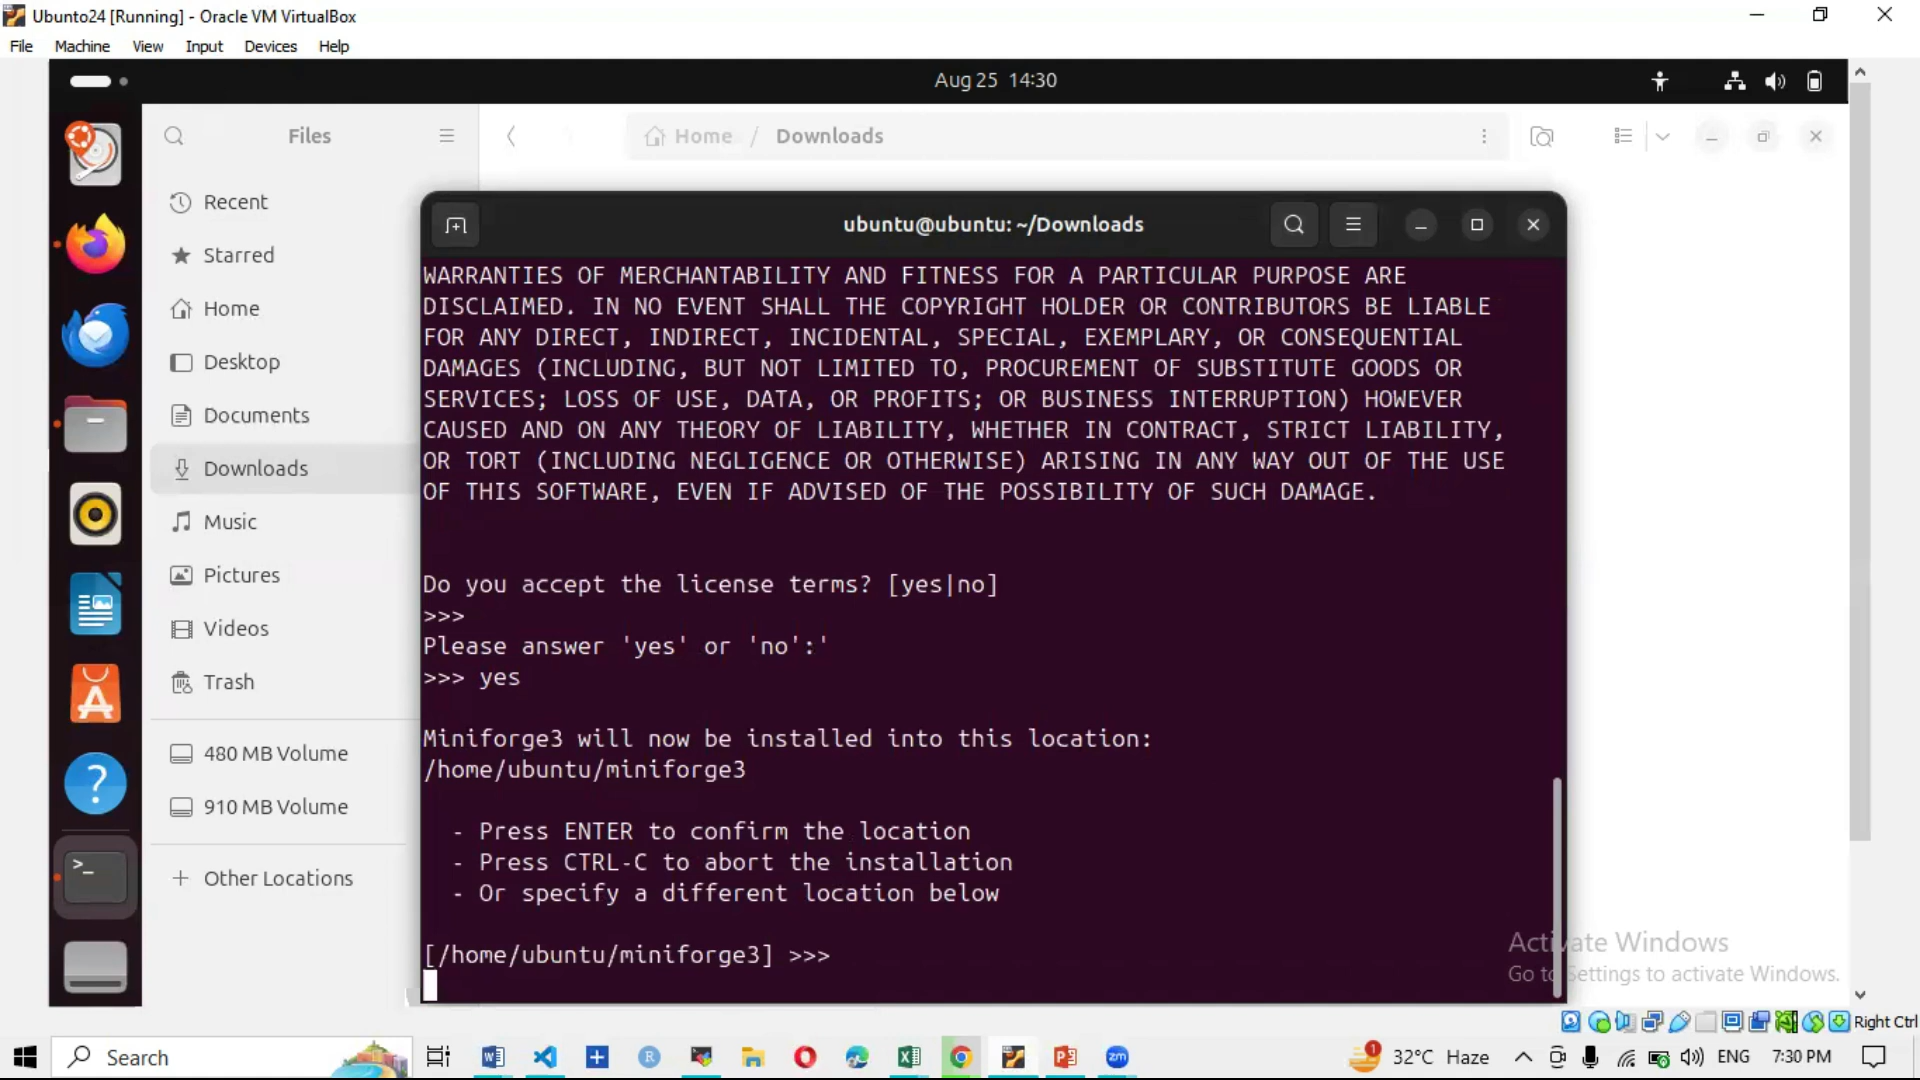 Ubunto24 [Running] - Oracle VM VirtualBox
File Machine View Input Devices Help
Aug 25 14:30
Files
Home / Downloads
Recent
Starred
Home
Desktop
Documents
Downloads
Music
Pictures
Videos
Trash
480 MB Volume
910 MB Volume
+ Other Locations
ubuntu@ubuntu: ~/Downloads
WARRANTIES OF MERCHANTABILITY AND FITNESS FOR A PARTICULAR PURPOSE ARE
DISCLAIMED. IN NO EVENT SHALL THE COPYRIGHT HOLDER OR CONTRIBUTORS BE LIABLE
FOR ANY DIRECT, INDIRECT, INCIDENTAL, SPECIAL, EXEMPLARY, OR CONSEQUENTIAL
DAMAGES (INCLUDING, BUT NOT LIMITED TO, PROCUREMENT OF SUBSTITUTE GOODS OR
SERVICES; LOSS OF USE, DATA, OR PROFITS; OR BUSINESS INTERRUPTION) HOWEVER
CAUSED AND ON ANY THEORY OF LIABILITY, WHETHER IN CONTRACT, STRICT LIABILITY,
OR TORT (INCLUDING NEGLIGENCE OR OTHERWISE) ARISING IN ANY WAY OUT OF THE USE
OF THIS SOFTWARE, EVEN IF ADVISED OF THE POSSIBILITY OF SUCH DAMAGE.
Do you accept the license terms? [yes|no]
>>>
Please answer 'yes' or 'no':'
>>> yes
Miniforge3 will now be installed into this location:
/home/ubuntu/miniforge3
- Press ENTER to confirm the location
- Press CTRL-C to abort the installation
- Or specify a different location below
[/home/ubuntu/miniforge3] >>>
Activate Windows
Go to Settings to activate Windows.
Right Ctrl
Search
zm
1
32°C Haze
ENG
7:30 PM